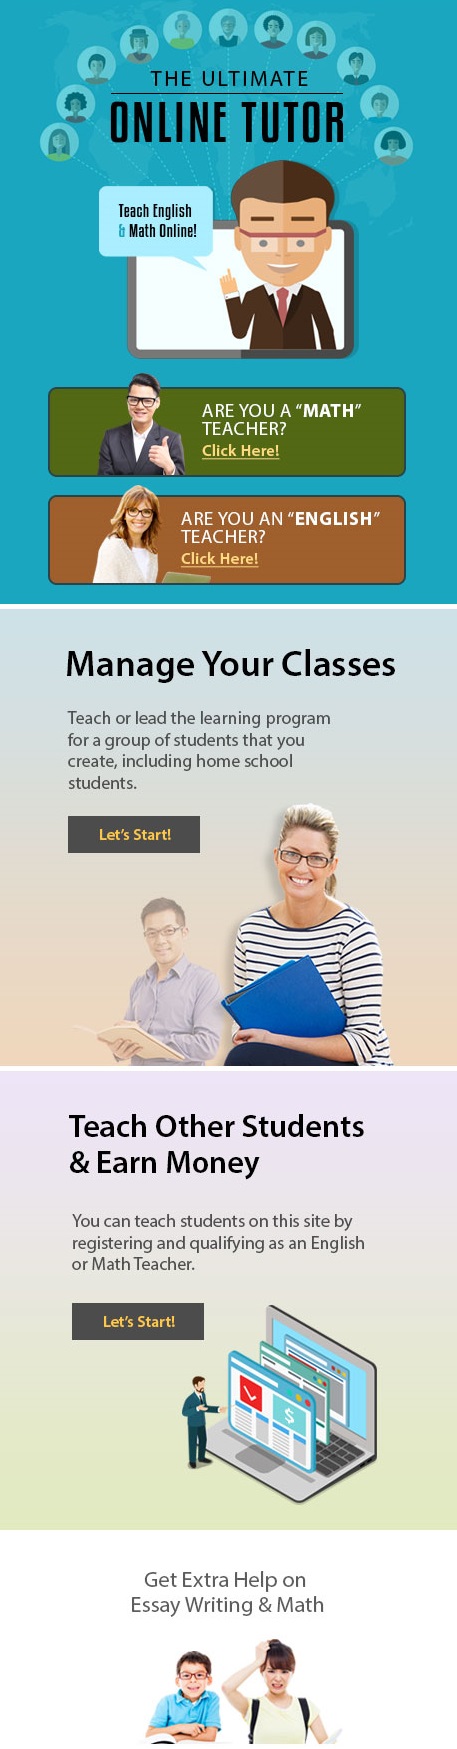 THE ULTIMATE
ONLINE TUTOR
Teach English
& Math Online!
ARE YOU A “MATH”
TEACHER?
Click Here!
ARE YOU AN “ENGLISH”
TEACHER?
Click Here!
Manage Your Classes
Teach or lead the learning program
for a group of students that you
create, including home school
students.
Let’s Start!
Teach Other Students
& Earn Money
You can teach students on this site by
registering and qualifying as an English
or Math Teacher.
Let’s Start!
$
Get Extra Help on
Essay Writing & Math